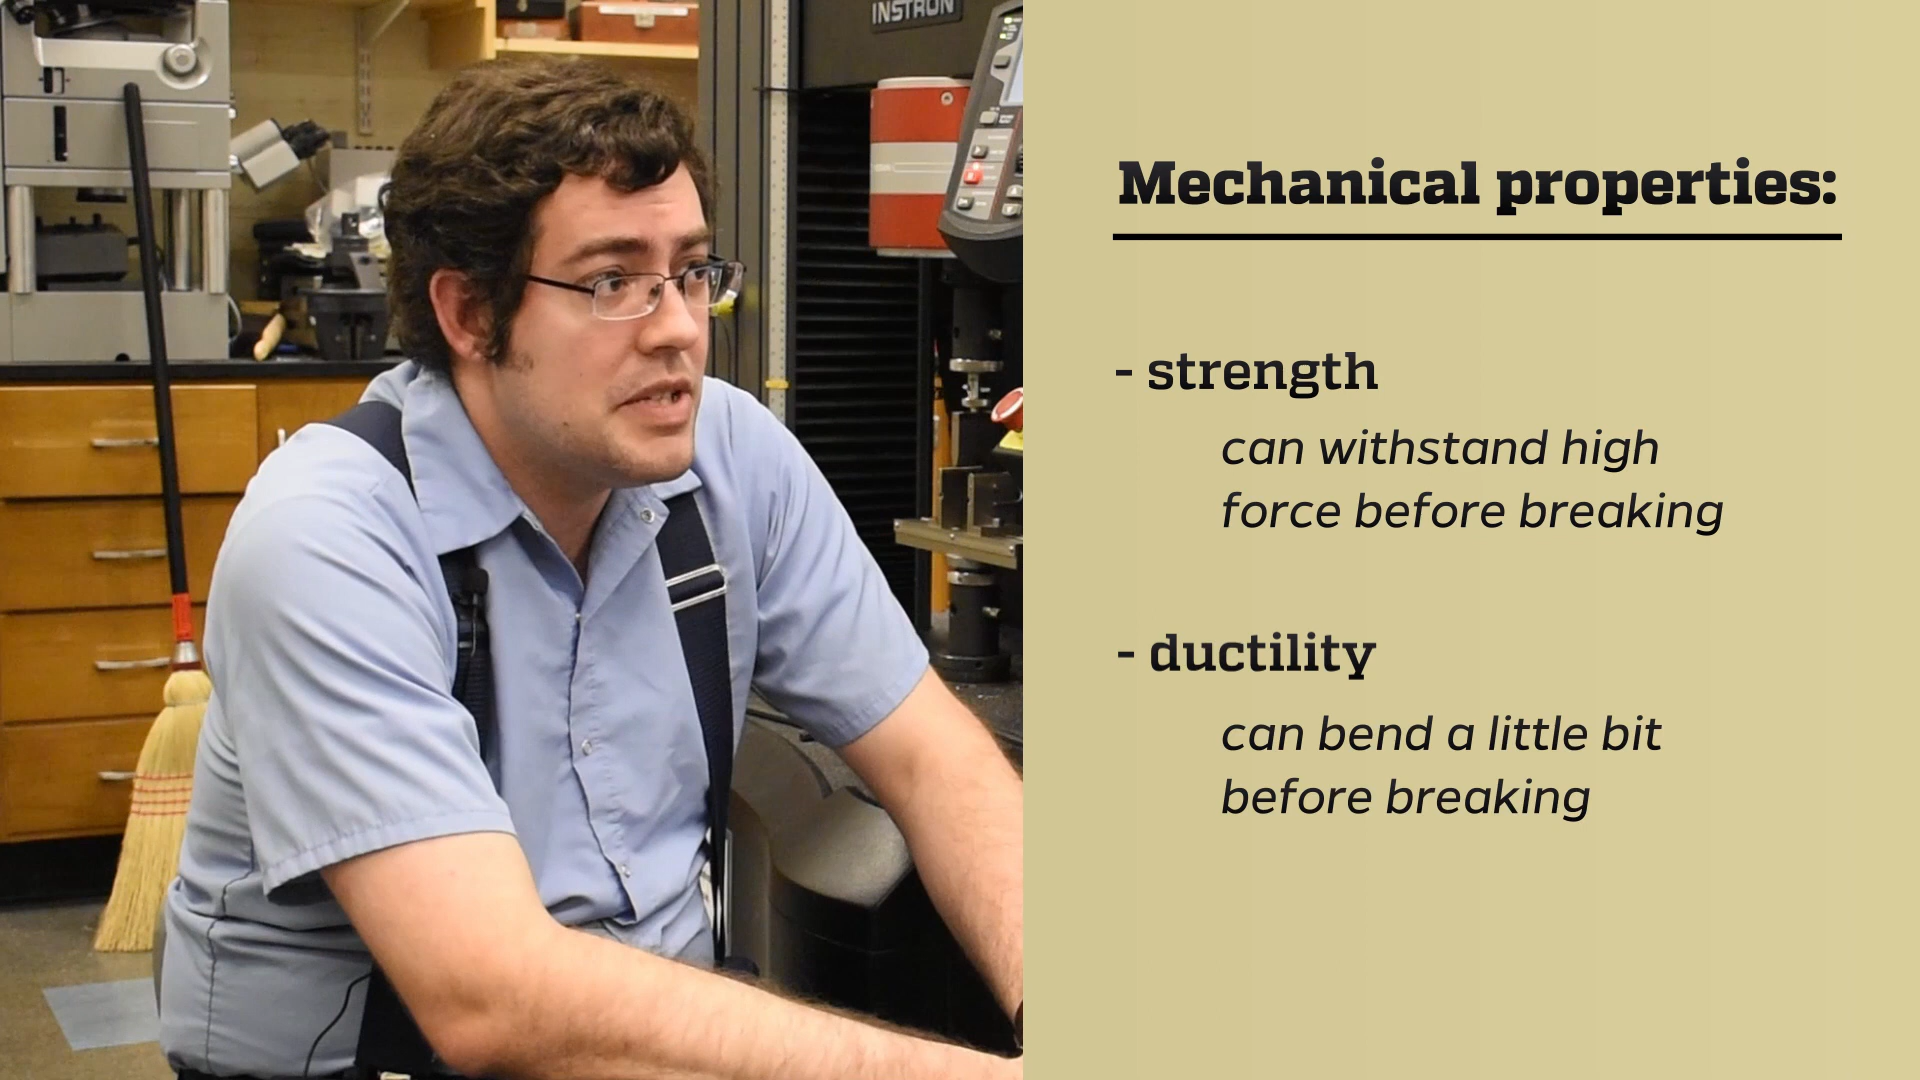 INSTRON
Mechanical properties:
- strength
can withstand high
force before breaking
- ductility
can bend a little bit
before breaking